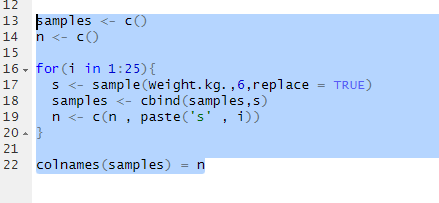 12
13 samples <- c()
14 n <- c()
15
16 for(i in 1:25){
17 s <- sample(Weight.kg.,6,replace = TRUE)
18 samples <- cbind(samples,s)
19 n <- c(n , paste('s' , i))
20 }
21
22 colnames(samples) = n